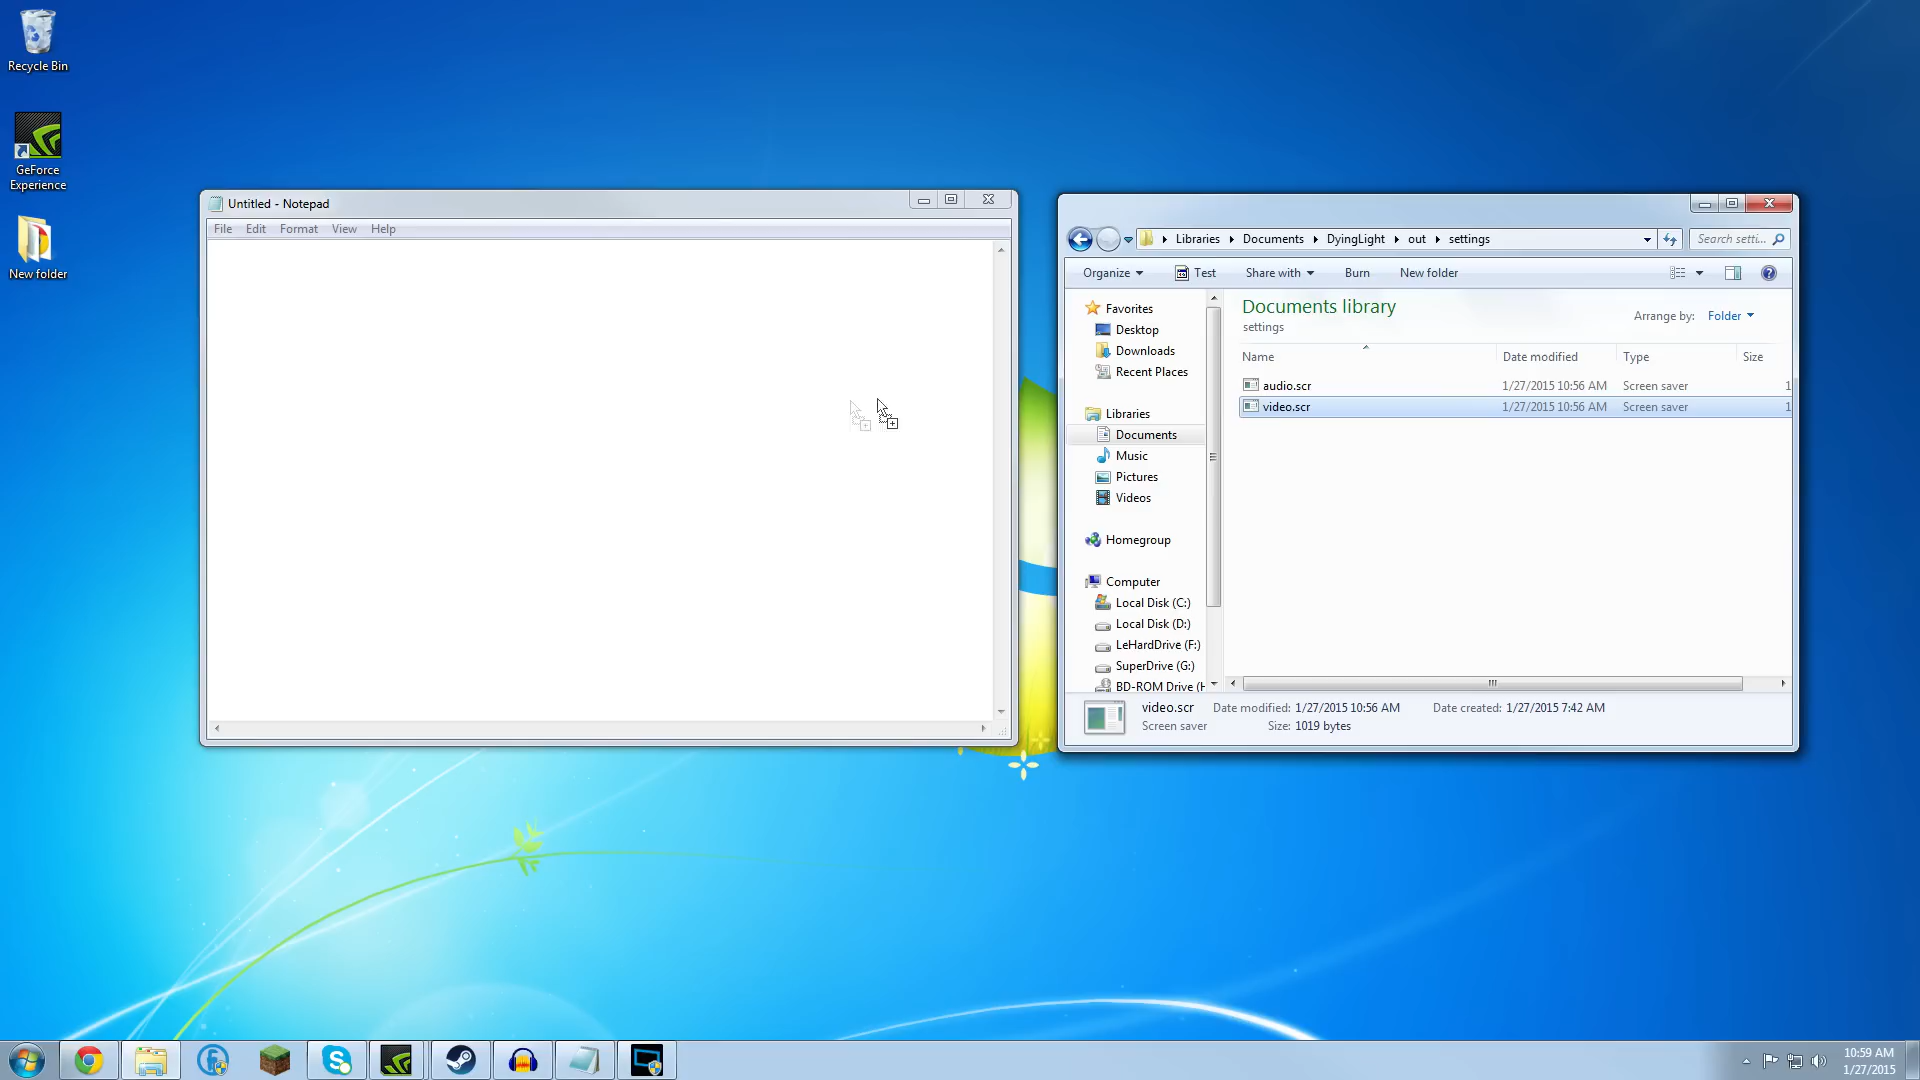 Recycle Bin
GeForce
Experience
New folder
Untitled - Notepad
File Edit Format View Help
Libraries Documents DyingLight out settings
Search setti...
Organize Test Share with Burn New folder
Favorites
Desktop
Downloads
Recent Places
Libraries
Documents
Music
Pictures
Videos
Homegroup
Computer
Local Disk (C:)
Local Disk (D:)
LeHardDrive (F:)
SuperDrive (G:)
BD-ROM Drive (H
Documents library
settings
Arrange by: Folder
Name Date modified Type Size
audio.scr 1/27/2015 10:56 AM Screen saver 1
video.scr 1/27/2015 10:56 AM Screen saver 1
video.scr Date modified: 1/27/2015 10:56 AM Date created: 1/27/2015 7:42 AM
Screen saver Size: 1019 bytes
10:59 AM
1/27/2015